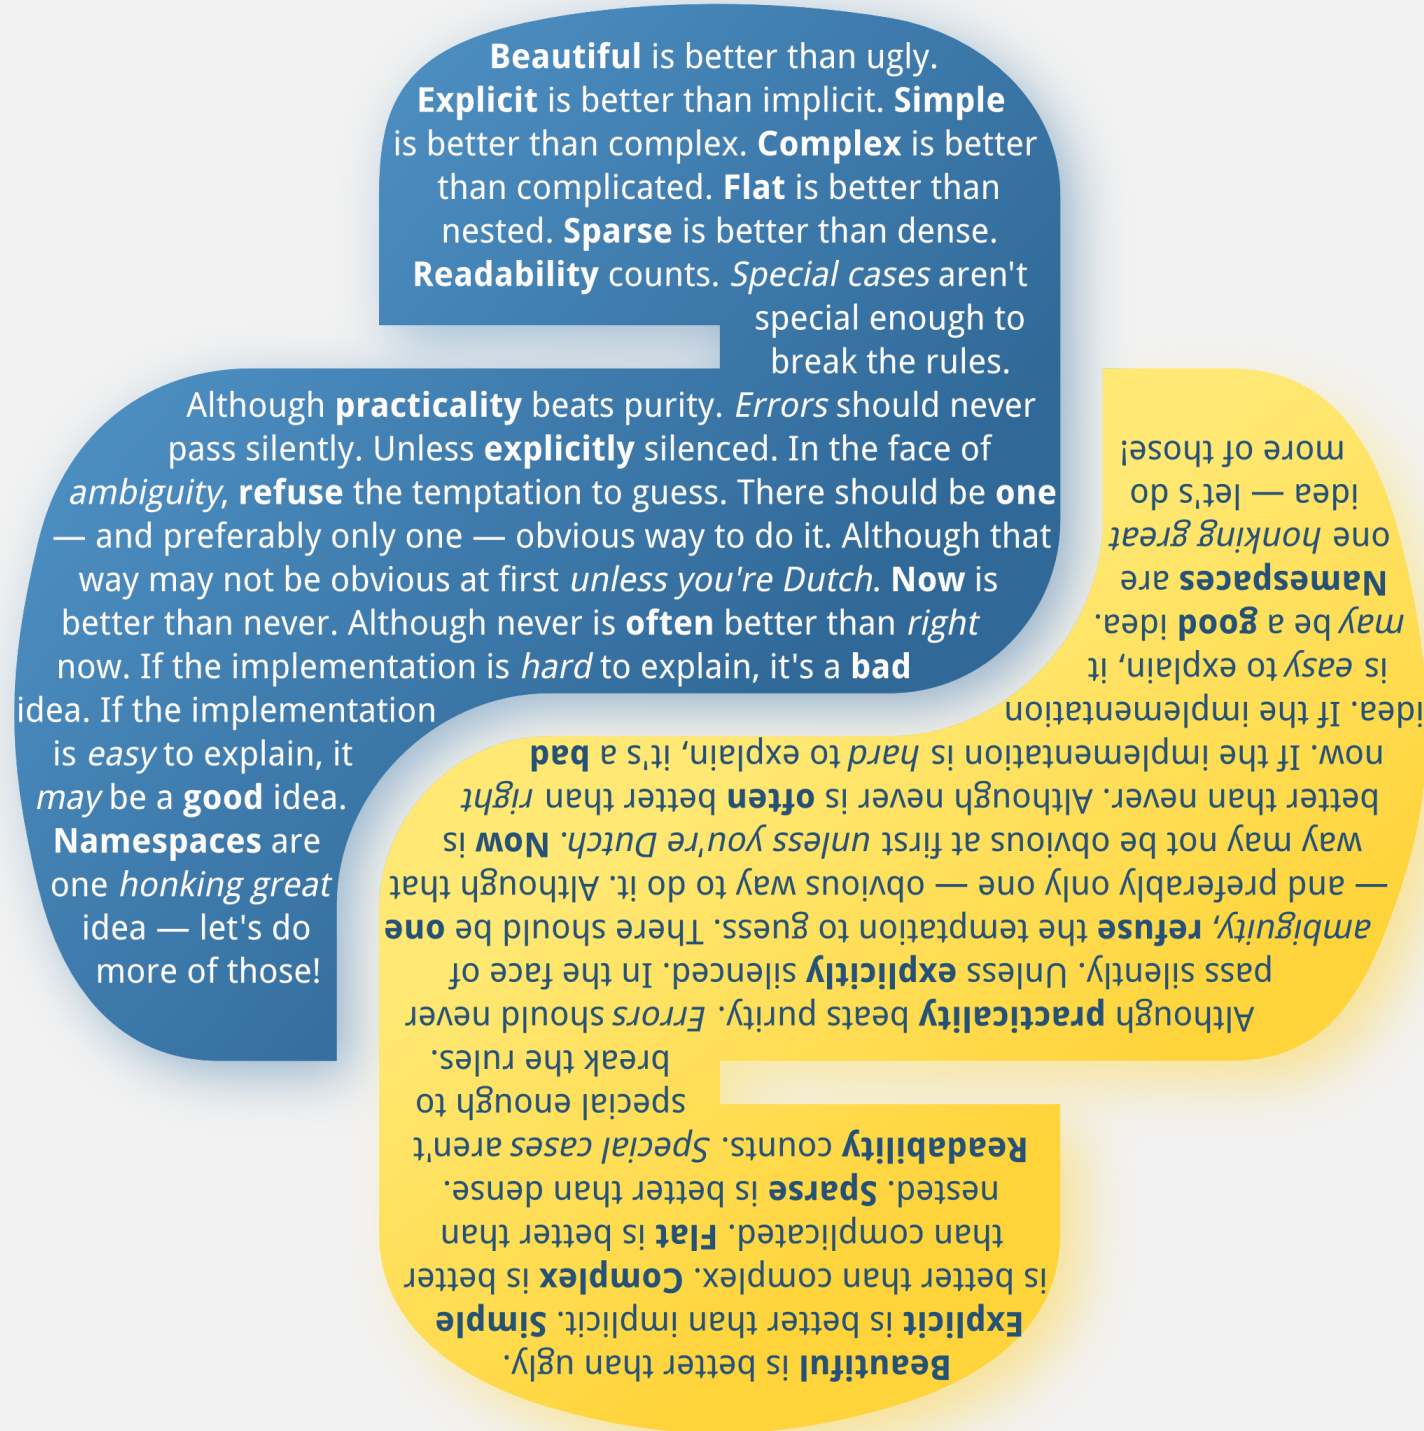 Beautiful is better than ugly.
Explicit is better than implicit. Simple
is better than complex. Complex is better
than complicated. Flat is better than
nested. Sparse is better than dense.
Readability counts. Special cases aren't
special enough to
break the rules.
Although practicality beats purity. Errors should never
pass silently. Unless explicitly silenced. In the face of
ambiguity, refuse the temptation to guess. There should be one
— and preferably only one — obvious way to do it. Although that
way may not be obvious at first unless you're Dutch. Now is
better than never. Although never is often better than right
now. If the implementation is hard to explain, it's a bad
idea. If the implementation
is easy to explain, it
may be a good idea.
Namespaces are
one honking great
idea — let's do
more of those!
Beautiful is better than ugly.
Explicit is better than implicit. Simple
is better than complex. Complex is better
than complicated. Flat is better than
nested. Sparse is better than dense.
Readability counts. Special cases aren't
special enough to
break the rules.
Although practicality beats purity. Errors should never
pass silently. Unless explicitly silenced. In the face of
ambiguity, refuse the temptation to guess. There should be one
— and preferably only one — obvious way to do it. Although that
way may not be obvious at first unless you're Dutch. Now is
better than never. Although never is often better than right
now. If the implementation is hard to explain, it's a bad
idea. If the implementation
is easy to explain, it
may be a good idea.
Namespaces are
one honking great
idea — let's do
more of those!